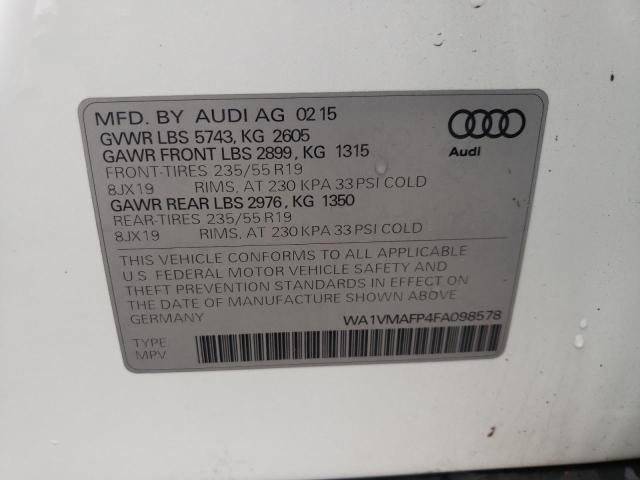 MFD. BY AUDI AG 02 15
GVWR LBS 5743, KG 2605
GAWR FRONT LBS 2899, KG 1315
FRONT-TIRES 235/55 R19
8JX19 RIMS, AT 230 KPA 33 PSI COLD
GAWR REAR LBS 2976, KG 1350
REAR-TIRES 235/55 R19
8JX19 RIMS, AT 230 KPA 33 PSI COLD
Audi
THIS VEHICLE CONFORMS TO ALL APPLICABLE
U.S. FEDERAL MOTOR VEHICLE SAFETY AND
THEFT PREVENTION STANDARDS IN EFFECT ON
THE DATE OF MANUFACTURE SHOWN ABOVE.
GERMANY
WA1VMAFP4FA098578
TYPE:
MPV